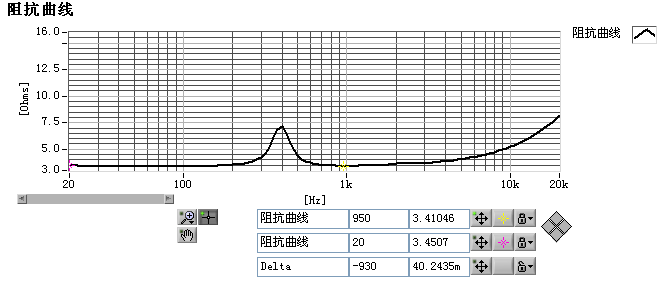 阻抗曲线
阻抗曲线
16.0
12.5
10.0
7.5
5.0
3.0
[Ohms]
20 100 1k 10k 20k
[Hz]
阻抗曲线 950 3.41046
阻抗曲线 20 3.4507
Delta -930 40.2435m